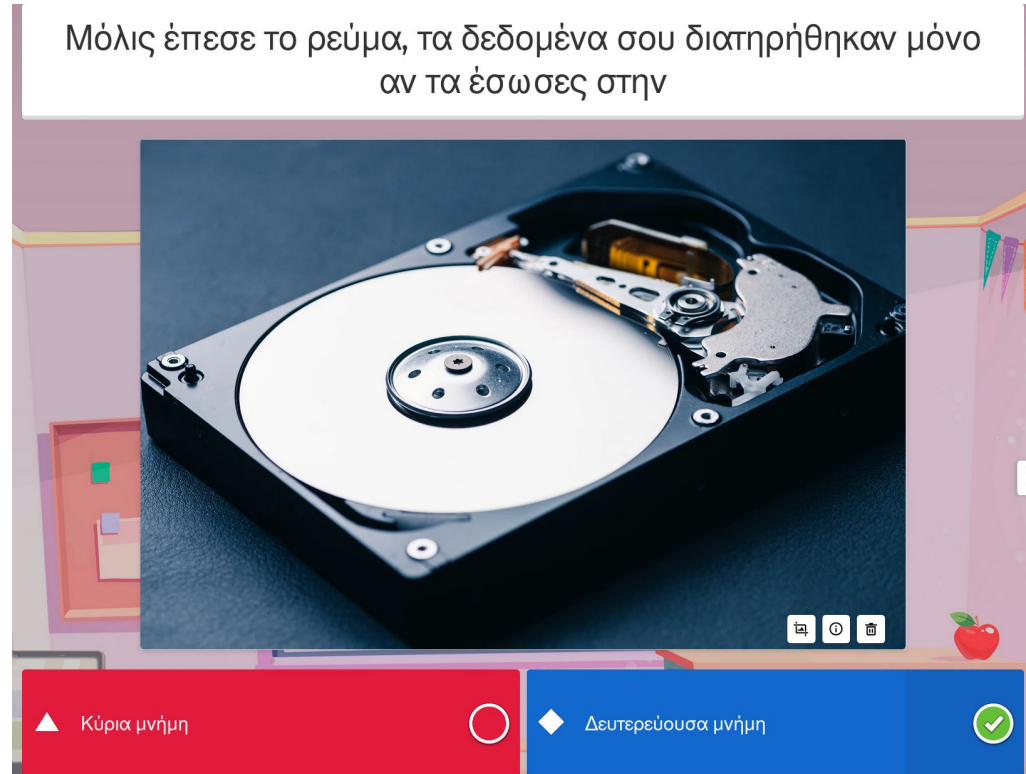 Μόλις έπεσε το ρεύμα, τα δεδομένα σου διατηρήθηκαν μόνο
αν τα έσωσες στην
Κύρια μνήμη
Δευτερεύουσα μνήμη